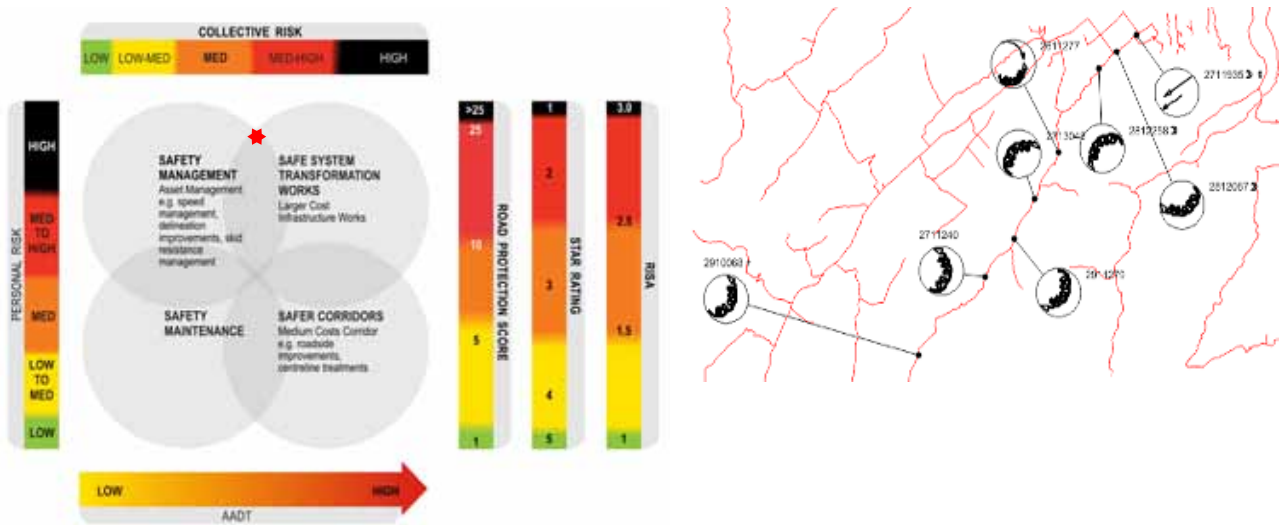 COLLECTIVE RISK
LOW LOW-MED MED MED-HIGH HIGH
PERSONAL RISK
HIGH
MED
TO
HIGH
MED
LOW
TO
MED
LOW
SAFETY
MANAGEMENT
Asset Management
e.g. speed
management,
delineation
improvements, skid
resistance
management
SAFE SYSTEM
TRANSFORMATION
WORKS
Larger Cost
Infrastructure Works
SAFETY
MAINTENANCE
SAFER CORRIDORS
Medium Costs Corridor
e.g. roadside
improvements,
centreline treatments
LOW HIGH
AADT
>25
25
10
5
1
ROAD PROTECTION SCORE
1
2
3
4
5
STAR RATING
3.0
2.5
1.5
1
RISA
2711935
2812067
2711240